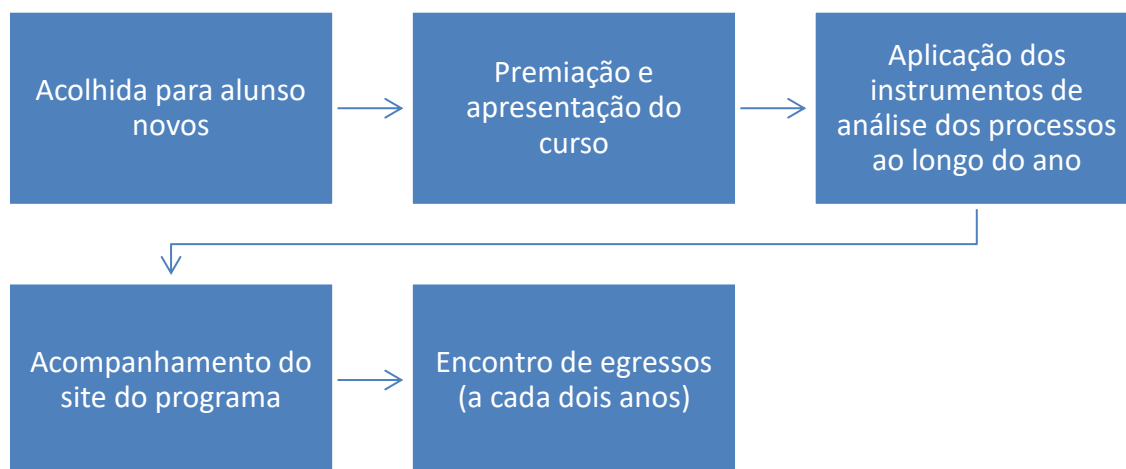 Acolhida para alunso
novos
Premiação e
apresentação do
curso
Aplicação dos
instrumentos de
análise dos processos
ao longo do ano
Acompanhamento do
site do programa
Encontro de egressos
(a cada dois anos)